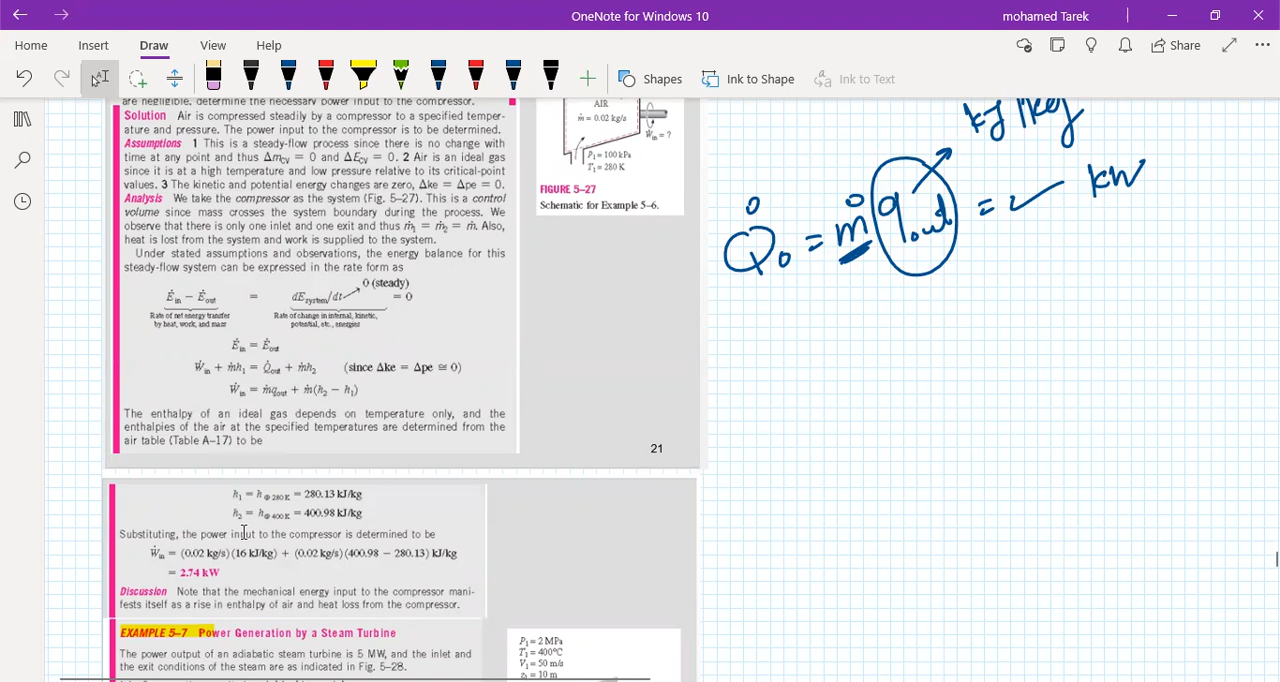 OneNote for Windows 10
mohamed Tarek
Home
Insert
Draw
View
Help
Share
Shapes
Ink to Shape
Ink to Text
are negligible, determine the necessary power input to the compressor.
Solution Air is compressed steadily by a compressor to a specified temper-
ature and pressure. The power input to the compressor is to be determined.
Assumptions 1 This is a steady-flow process since there is no change with
time at any point and thus ΔmCV = 0 and ΔECV = 0. 2 Air is an ideal gas
since it is at a high temperature and low pressure relative to its critical-point
values. 3 The kinetic and potential energy changes are zero, Δke = Δpe = 0.
Analysis We take the compressor as the system (Fig. 5–27). This is a control
volume since mass crosses the system boundary during the process. We
observe that there is only one inlet and one exit and thus ṁ1 = ṁ2 = ṁ. Also,
heat is lost from the system and work is supplied to the system.
Under stated assumptions and observations, the energy balance for this
steady-flow system can be expressed in the rate form as
Ėin − Ėout = dEsystem/dt 0 (steady) = 0
Rate of net energy transfer
by heat, work, and mass
Rate of change in internal, kinetic,
potential, etc., energies
Ėin = Ėout
Ẇin + ṁh1 = Q̇out + ṁh2 (since Δke = Δpe ≅ 0)
Ẇin = ṁqout + ṁ(h2 − h1)
The enthalpy of an ideal gas depends on temperature only, and the
enthalpies of the air at the specified temperatures are determined from the
air table (Table A–17) to be
21
AIR
ṁ = 0.02 kg/s
Ẇin = ?
P1 = 100 kPa
T1 = 280 K
FIGURE 5–27
Schematic for Example 5–6.
kJ/kg
Q̇o = ṁ qout = ✓ kW
h1 = h@ 280 K = 280.13 kJ/kg
h2 = h@ 400 K = 400.98 kJ/kg
Substituting, the power input to the compressor is determined to be
Ẇin = (0.02 kg/s)(16 kJ/kg) + (0.02 kg/s)(400.98 − 280.13) kJ/kg
= 2.74 kW
Discussion Note that the mechanical energy input to the compressor mani-
fests itself as a rise in enthalpy of air and heat loss from the compressor.
EXAMPLE 5–7 Power Generation by a Steam Turbine
The power output of an adiabatic steam turbine is 5 MW, and the inlet and
the exit conditions of the steam are as indicated in Fig. 5–28.
P1 = 2 MPa
T1 = 400°C
V1 = 50 m/s
z1 = 10 m